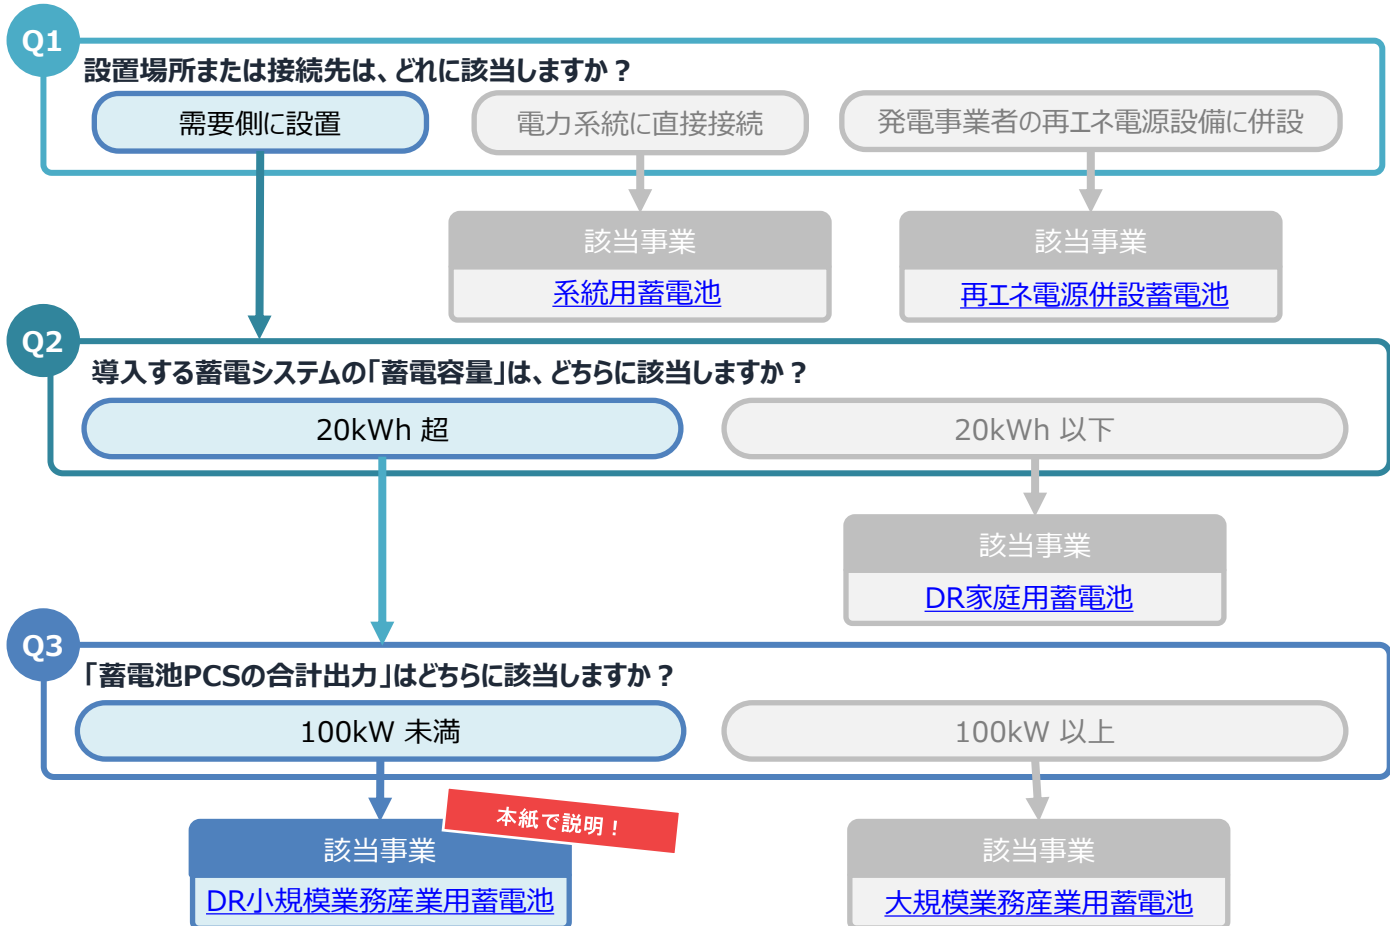 Q1
設置場所または接続先は、どれに該当しますか？
需要側に設置
電力系統に直接接続
発電事業者の再エネ電源設備に併設
該当事業
系統用蓄電池
該当事業
再エネ電源併設蓄電池
Q2
導入する蓄電システムの「蓄電容量」は、どちらに該当しますか？
20kWh 超
20kWh 以下
該当事業
DR家庭用蓄電池
Q3
「蓄電池PCSの合計出力」はどちらに該当しますか？
100kW 未満
100kW 以上
本紙で説明！
該当事業
DR小規模業務産業用蓄電池
該当事業
大規模業務産業用蓄電池